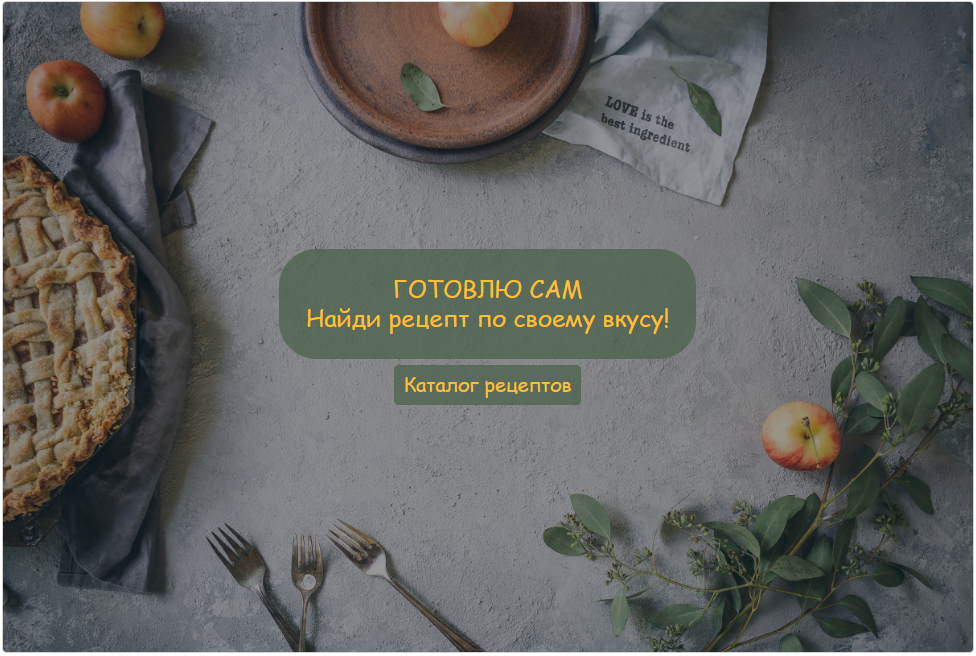 LOVE is the
best ingredient
ГОТОВЛЮ САМ
Найди рецепт по своему вкусу!
Каталог рецептов